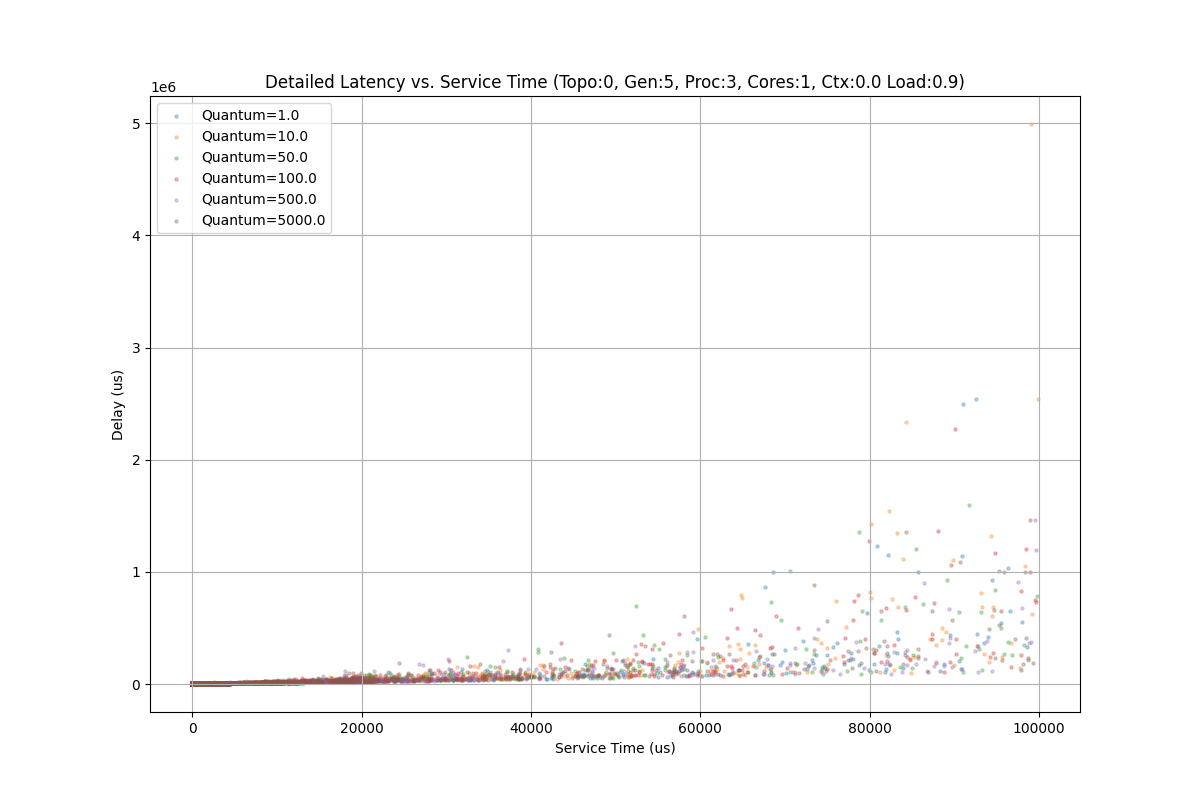 Detailed Latency vs. Service Time (Topo:0, Gen:5, Proc:3, Cores:1, Ctx:0.0 Load:0.9)
1e6
Quantum=1.0
Quantum=10.0
Quantum=50.0
Quantum=100.0
Quantum=500.0
Quantum=5000.0
5
4
3
2
1
0
Delay (us)
0 20000 40000 60000 80000 100000
Service Time (us)